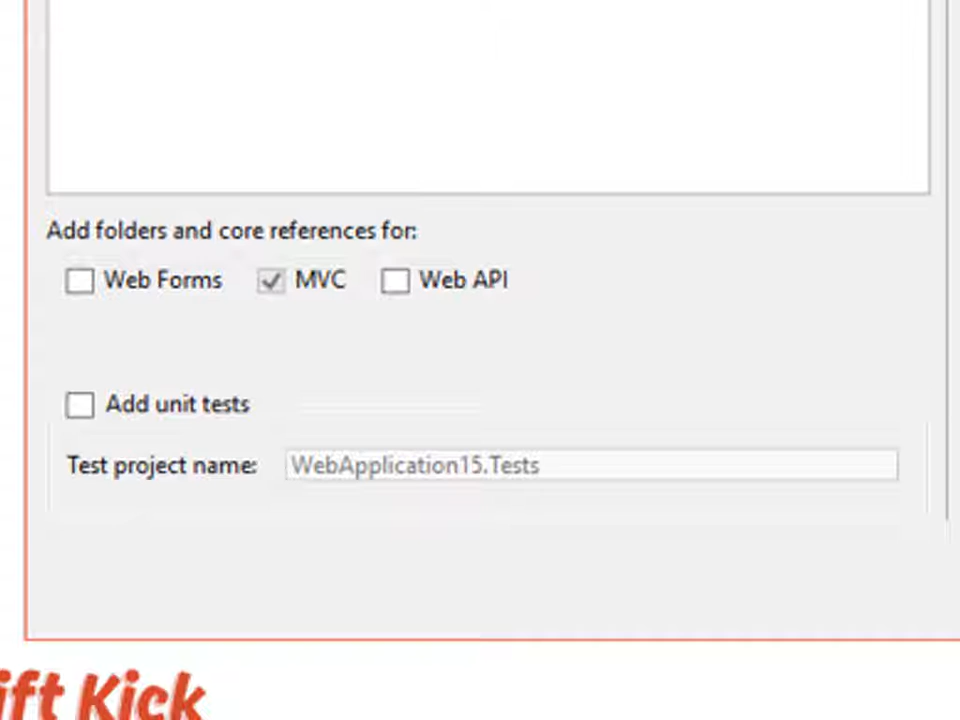 Add folders and core references for:
Web Forms MVC Web API
Add unit tests
Test project name: WebApplication15.Tests
ift Kick